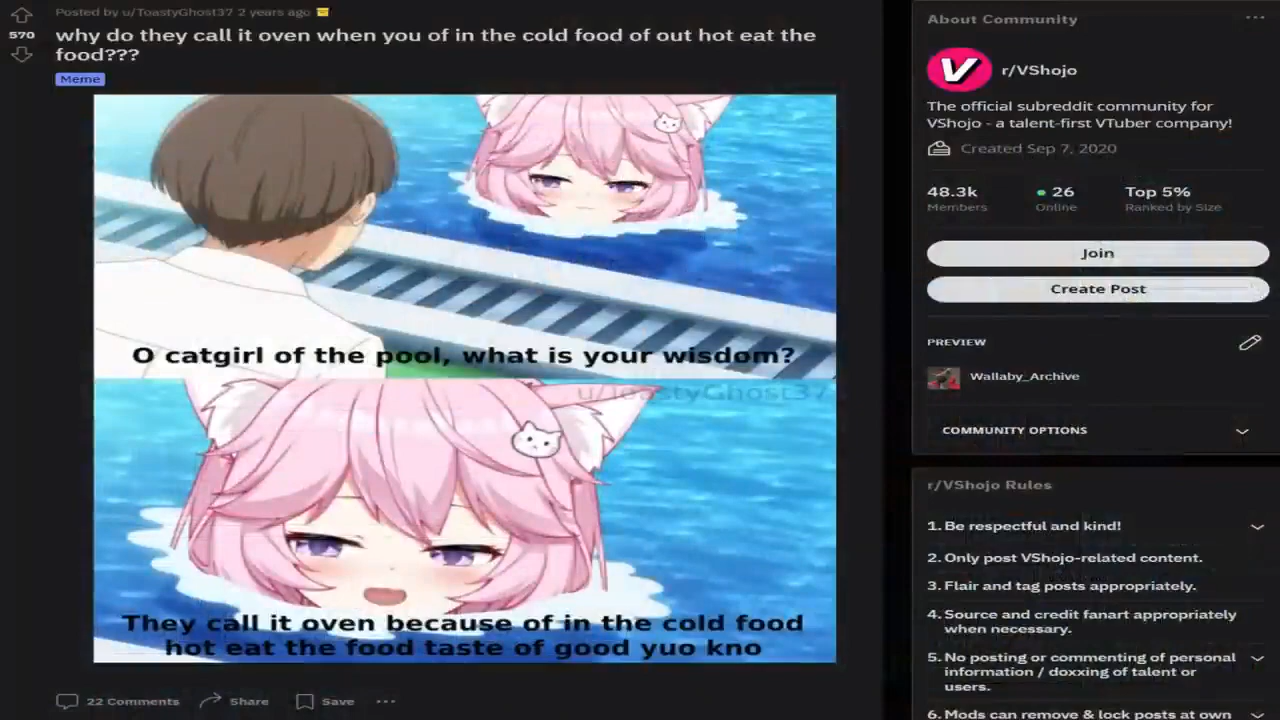 Posted by u/ToastyGhost37 2 years ago
570
why do they call it oven when you of in the cold food of out hot eat the
food???
Meme
O catgirl of the pool, what is your wisdom?
u/ToastyGhost37
They call it oven because of in the cold food
hot eat the food taste of good yuo kno
22 Comments
Share
Save
About Community
r/VShojo
The official subreddit community for
VShojo - a talent-first VTuber company!
Created Sep 7, 2020
48.3k
Members
26
Online
Top 5%
Ranked by Size
Join
Create Post
PREVIEW
Wallaby_Archive
COMMUNITY OPTIONS
r/VShojo Rules
1. Be respectful and kind!
2. Only post VShojo-related content.
3. Flair and tag posts appropriately.
4. Source and credit fanart appropriately
when necessary.
5. No posting or commenting of personal
information / doxxing of talent or
users.
6. Mods can remove & lock posts at own